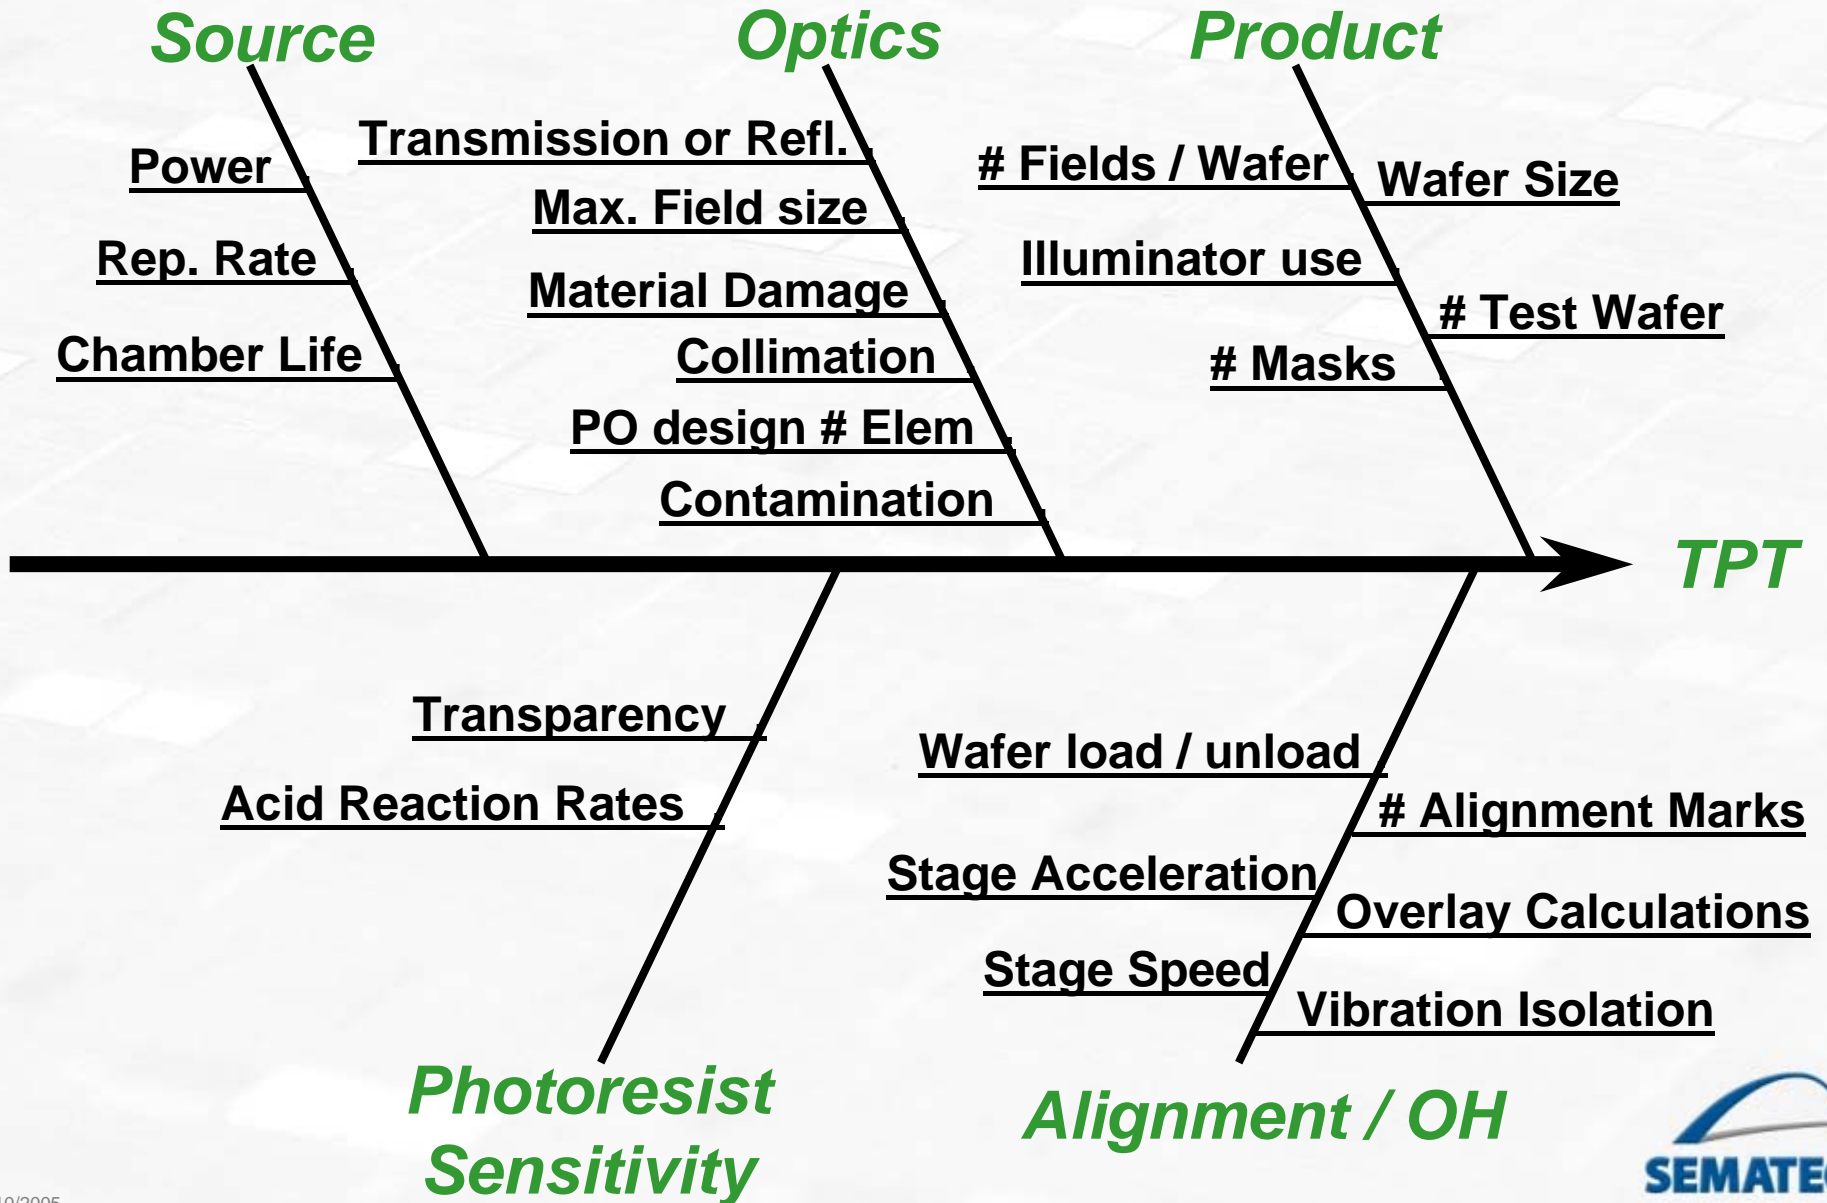 Source
Optics
Product
Power
Rep. Rate
Chamber Life
Transmission or Refl.
Max. Field size
Material Damage
Collimation
PO design # Elem
Contamination
# Fields / Wafer
Wafer Size
Illuminator use
# Test Wafer
# Masks
TPT
Transparency
Acid Reaction Rates
Wafer load / unload
# Alignment Marks
Stage Acceleration
Overlay Calculations
Stage Speed
Vibration Isolation
Photoresist
Sensitivity
Alignment / OH